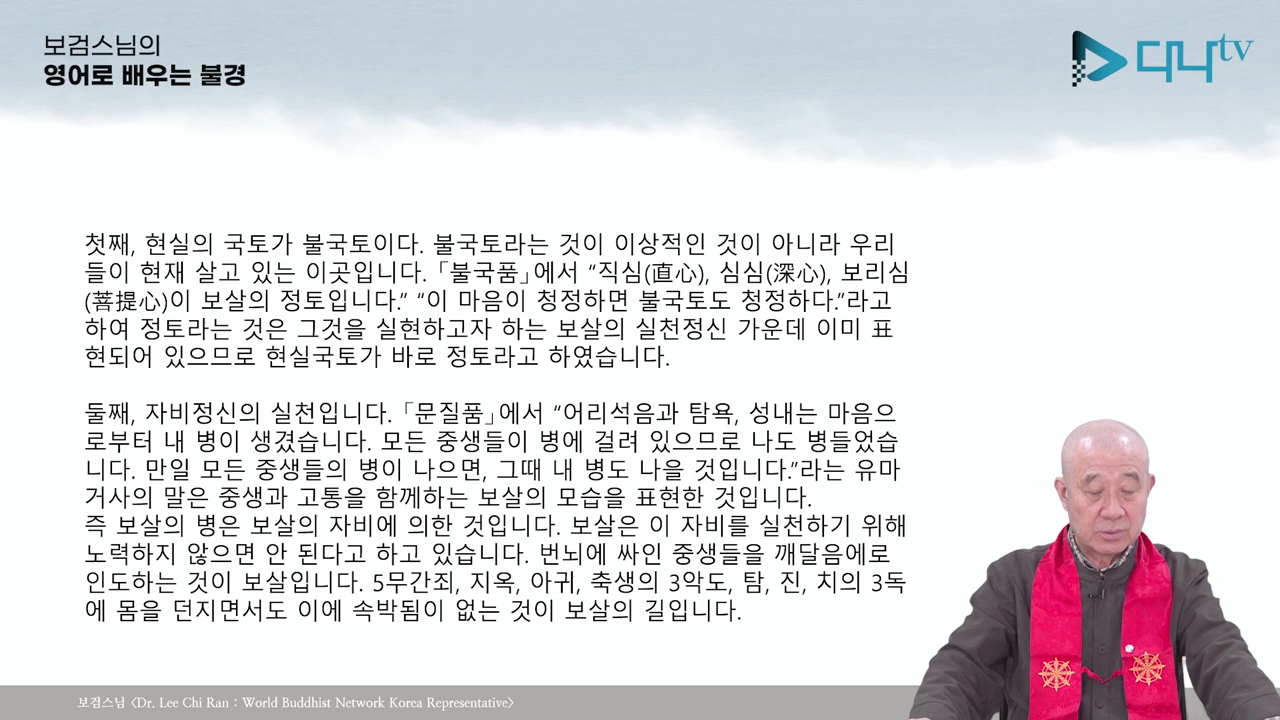 보검스님의
영어로 배우는 불경
디나tv
첫째, 현실의 국토가 불국토이다. 불국토라는 것이 이상적인 것이 아니라 우리
들이 현재 살고 있는 이곳입니다. 「불국품」에서 “직심(直心), 심심(深心), 보리심
(菩提心)이 보살의 정토입니다.” “이 마음이 청정하면 불국토도 청정하다.”라고
하여 정토라는 것은 그것을 실현하고자 하는 보살의 실천정신 가운데 이미 표
현되어 있으므로 현실국토가 바로 정토라고 하였습니다.
둘째, 자비정신의 실천입니다. 「문질품」에서 “어리석음과 탐욕, 성내는 마음으
로부터 내 병이 생겼습니다. 모든 중생들이 병에 걸려 있으므로 나도 병들었습
니다. 만일 모든 중생들의 병이 나으면, 그때 내 병도 나을 것입니다.”라는 유마
거사의 말은 중생과 고통을 함께하는 보살의 모습을 표현한 것입니다.
즉 보살의 병은 보살의 자비에 의한 것입니다. 보살은 이 자비를 실천하기 위해
노력하지 않으면 안 된다고 하고 있습니다. 번뇌에 싸인 중생들을 깨달음에로
인도하는 것이 보살입니다. 5무간죄, 지옥, 아귀, 축생의 3악도, 탐, 진, 치의 3독
에 몸을 던지면서도 이에 속박됨이 없는 것이 보살의 길입니다.
보검스님 〈Dr. Lee Chi Ran : World Buddhist Network Korea Representative〉